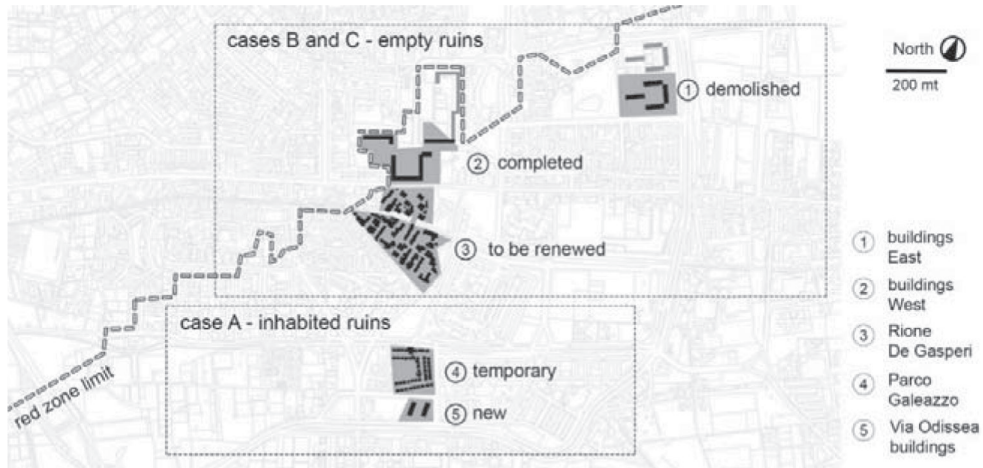 cases B and C - empty ruins
North
200 mt
1 demolished
2 completed
3 to be renewed
case A - inhabited ruins
4 temporary
5 new
red zone limit
1 buildings
East
2 buildings
West
3 Rione
De Gasperi
4 Parco
Galeazzo
5 Via Odissea
buildings